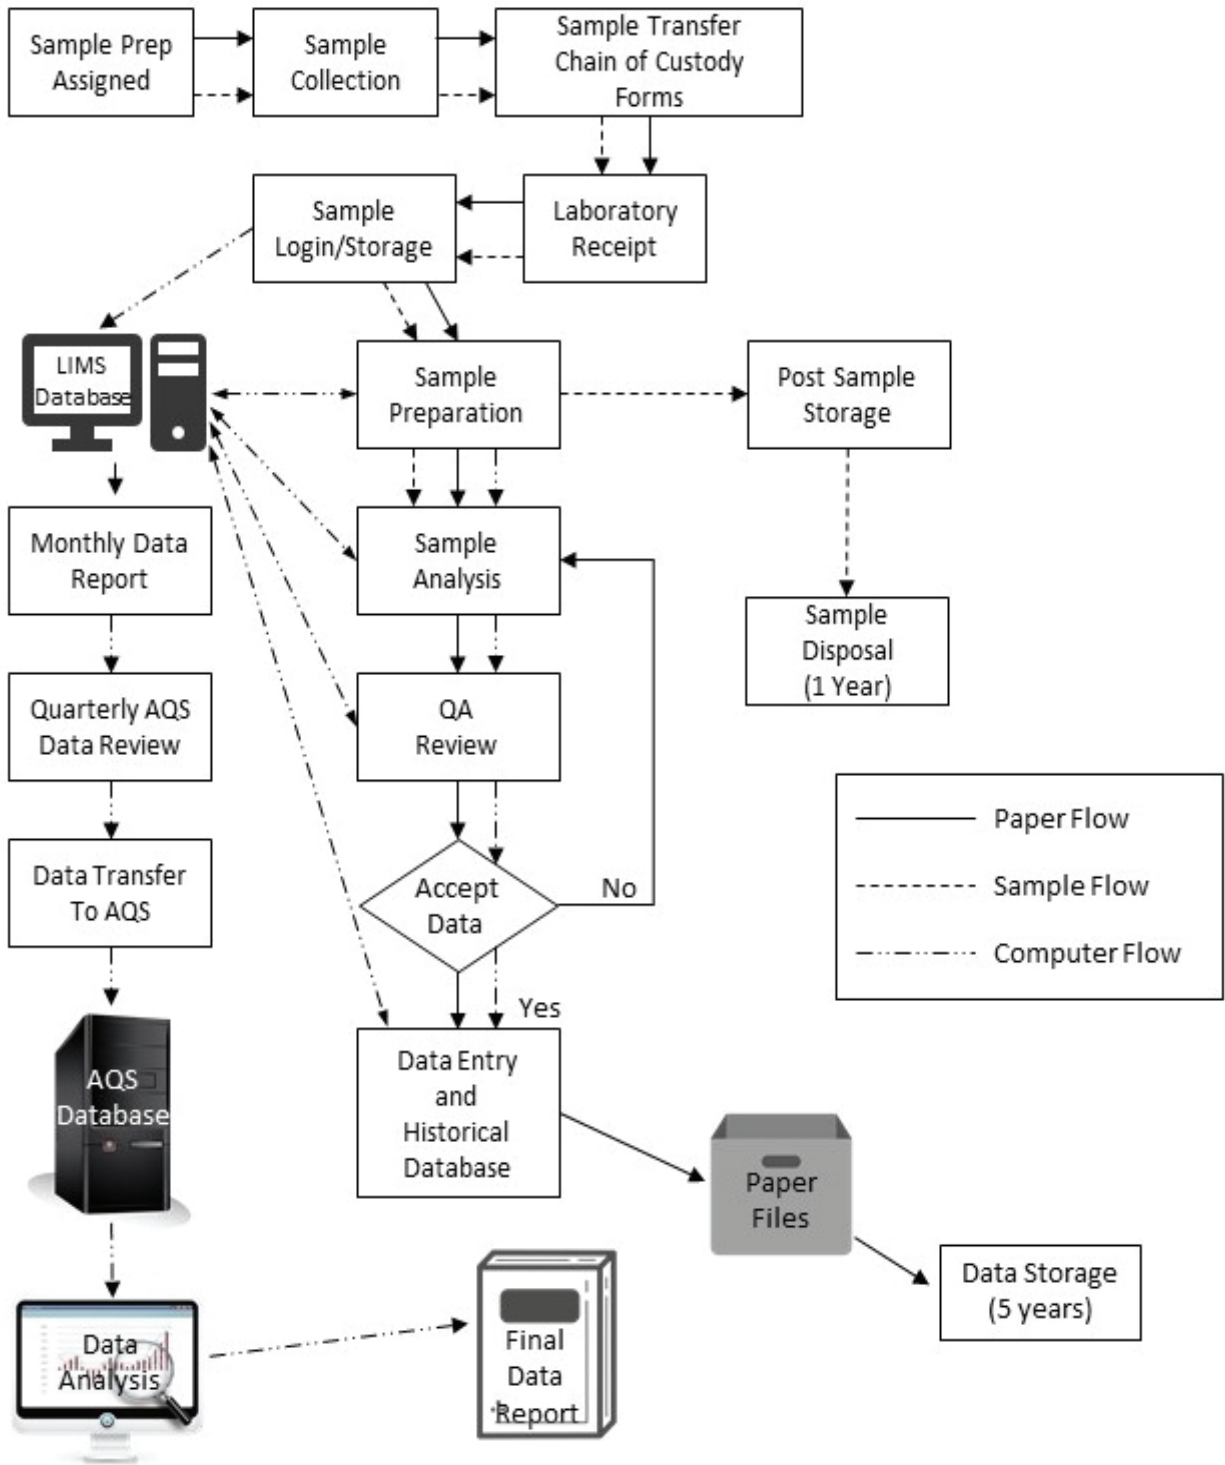 Sample Prep
Assigned
Sample
Collection
Sample Transfer
Chain of Custody
Forms
Sample
Login/Storage
Laboratory
Receipt
LIMS
Database
Sample
Preparation
Post Sample
Storage
Monthly Data
Report
Sample
Analysis
Sample
Disposal
(1 Year)
Quarterly AQS
Data Review
QA
Review
Paper Flow
Sample Flow
Computer Flow
Data Transfer
To AQS
Accept
Data
No
Yes
AQS
Database
Data Entry
and
Historical
Database
Paper
Files
Data Storage
(5 years)
Data
Analysis
Final
Data
Report